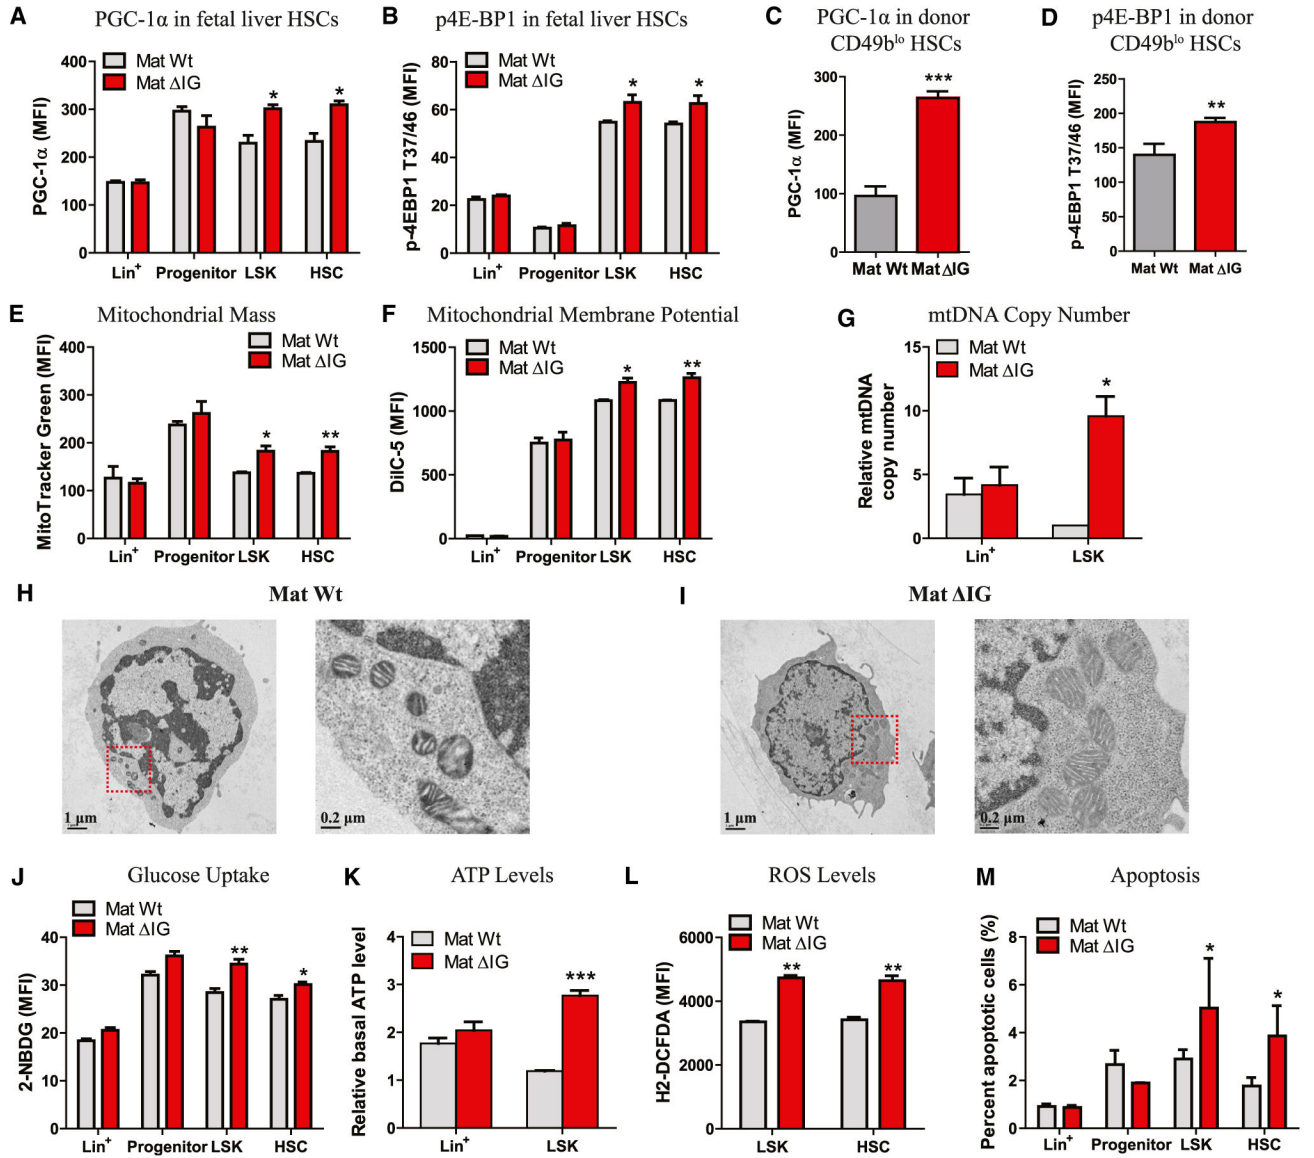 A PGC-1α in fetal liver HSCs
Mat Wt
Mat ΔIG
PGC-1α (MFI)
400
300
200
100
0
* *
Lin+ Progenitor LSK HSC
B p4E-BP1 in fetal liver HSCs
Mat Wt
Mat ΔIG
p-4EBP1 T37/46 (MFI)
80
60
40
20
0
* *
Lin+ Progenitor LSK HSC
C PGC-1α in donor
CD49blo HSCs
PGC-1α (MFI)
300
200
100
0
***
Mat Wt Mat ΔIG
D p4E-BP1 in donor
CD49blo HSCs
p-4EBP1 T37/46 (MFI)
250
200
150
100
50
0
**
Mat Wt Mat ΔIG
E Mitochondrial Mass
Mat Wt
Mat ΔIG
MitoTracker Green (MFI)
400
300
200
100
0
* **
Lin+ Progenitor LSK HSC
F Mitochondrial Membrane Potential
Mat Wt
Mat ΔIG
DiIC-5 (MFI)
1500
1000
500
0
* **
Lin+ Progenitor LSK HSC
G mtDNA Copy Number
Mat Wt
Mat ΔIG
Relative mtDNA
copy number
15
10
5
0
*
Lin+ LSK
H Mat Wt
1 µm
0.2 µm
I Mat ΔIG
1 µm
0.2 µm
J Glucose Uptake
Mat Wt
Mat ΔIG
2-NBDG (MFI)
40
30
20
10
0
** *
Lin+ Progenitor LSK HSC
K ATP Levels
Mat Wt
Mat ΔIG
Relative basal ATP level
4
3
2
1
0
***
Lin+ LSK
L ROS Levels
Mat Wt
Mat ΔIG
H2-DCFDA (MFI)
6000
4000
2000
0
** **
LSK HSC
M Apoptosis
Mat Wt
Mat ΔIG
Percent apoptotic cells (%)
8
6
4
2
0
* *
Lin+ Progenitor LSK HSC